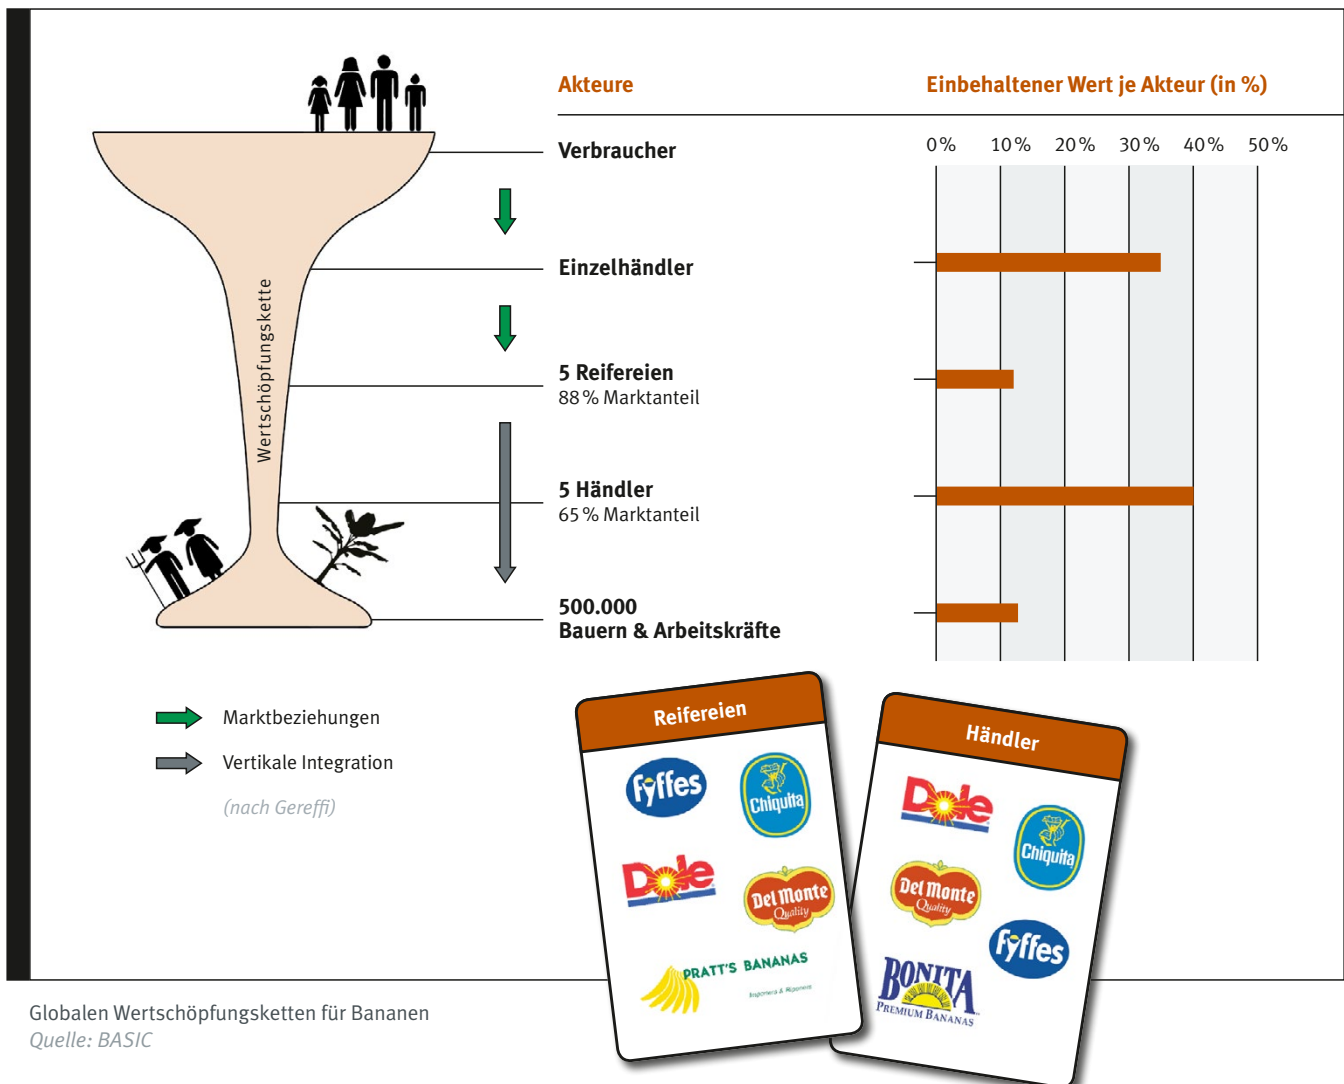 Akteure
Einbehaltener Wert je Akteur (in %)
Verbraucher
0 % 10 % 20 % 30 % 40 % 50 %
Einzelhändler
Wertschöpfungskette
5 Reifereien
88 % Marktanteil
5 Händler
65 % Marktanteil
500.000
Bauern & Arbeitskräfte
Marktbeziehungen
Vertikale Integration
(nach Gereffi)
Reifereien
Fyffes
Chiquita
Dole
Del Monte
Quality
PRATT'S BANANAS
Importers & Ripeners
Händler
Dole
Chiquita
Del Monte
Quality
Fyffes
BONITA
PREMIUM BANANAS
Globalen Wertschöpfungsketten für Bananen
Quelle: BASIC